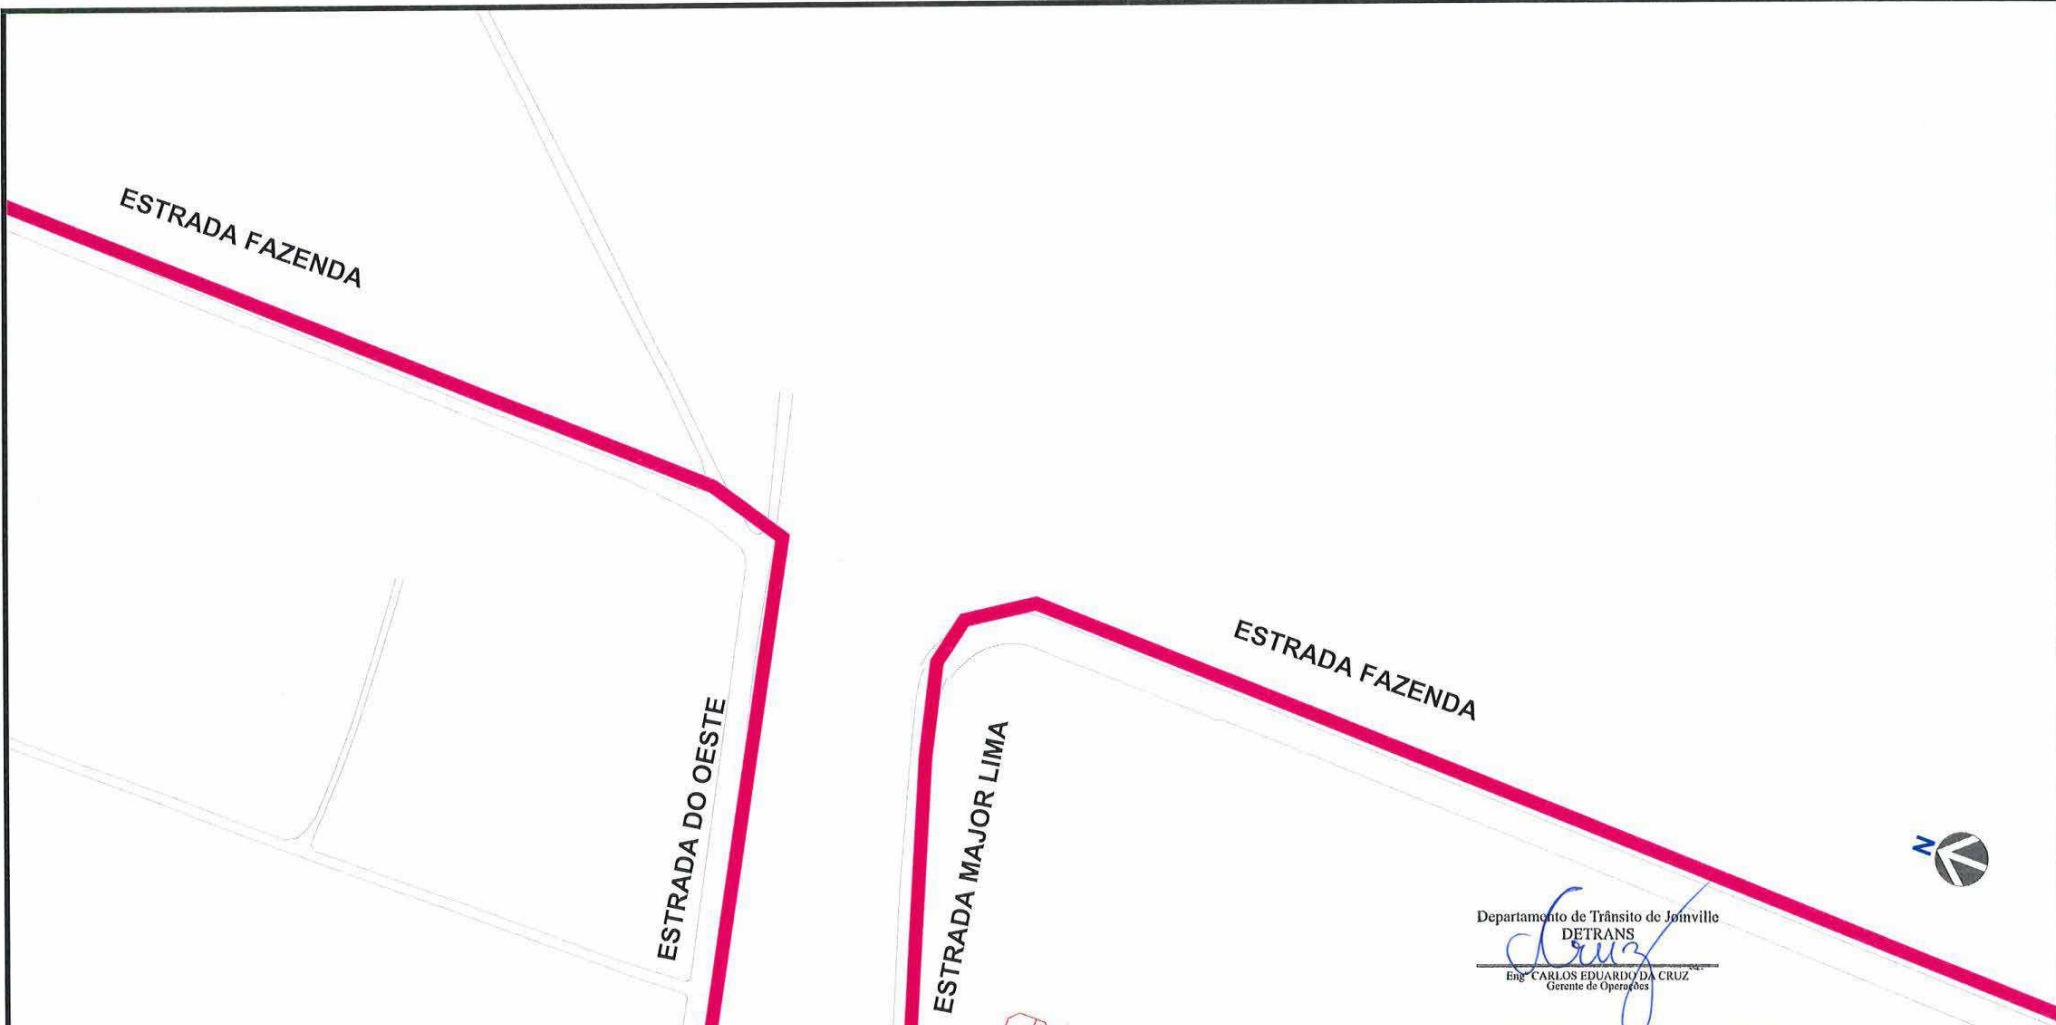 ESTRADA FAZENDA
ESTRADA FAZENDA
ESTRADA DO OESTE
ESTRADA MAJOR LIMA
N
Departamento de Trânsito de Joinville
DETRANS
Cruz
Engº CARLOS EDUARDO DA CRUZ
Gerente de Operações